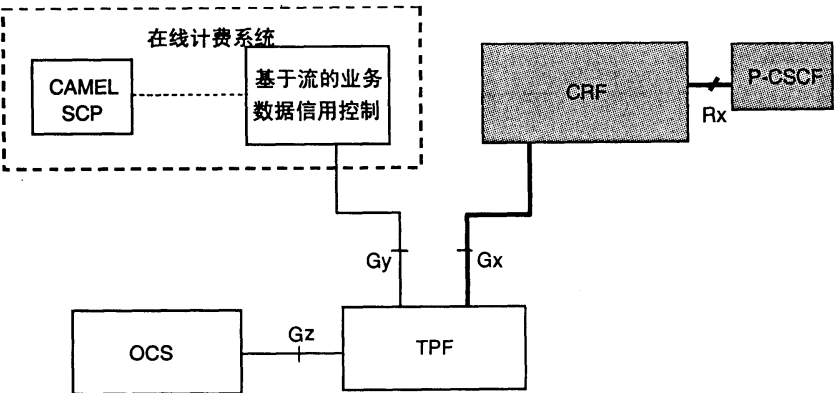 在线计费系统
CAMEL
SCP
基于流的业务
数据信用控制
CRF
P-CSCF
Rx
Gy
Gx
OCS
Gz
TPF